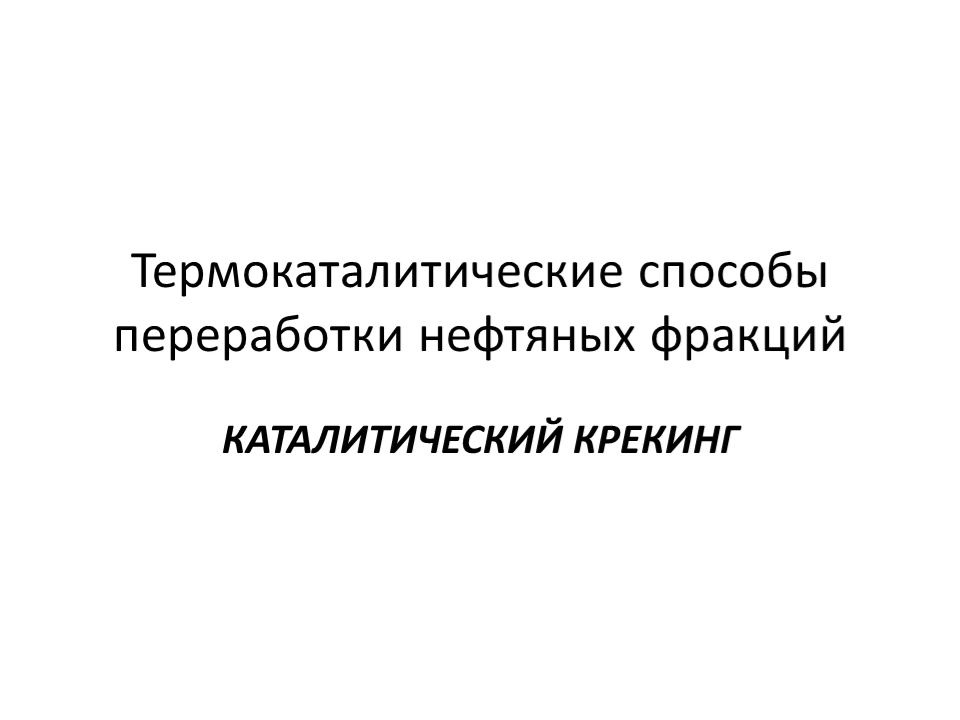 Термокаталитические способы
переработки нефтяных фракций
КАТАЛИТИЧЕСКИЙ КРЕКИНГ